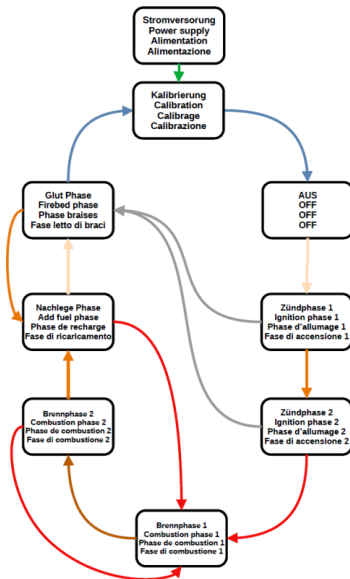 Stromversorung
Power supply
Alimentation
Alimentazione
Kalibrierung
Calibration
Calibrage
Calibrazione
Glut Phase
Firebed phase
Phase braises
Fase letto di braci
AUS
OFF
OFF
OFF
Nachlege Phase
Add fuel phase
Phase de recharge
Fase di ricaricamento
Zündphase 1
Ignition phase 1
Phase d'allumage 1
Fase di accensione 1
Brennphase 2
Combustion phase 2
Phase de combustion 2
Fase di combustione 2
Zündphase 2
Ignition phase 2
Phase d'allumage 2
Fase di accensione 2
Brennphase 1
Combustion phase 1
Phase de combustion 1
Fase di combustione 1